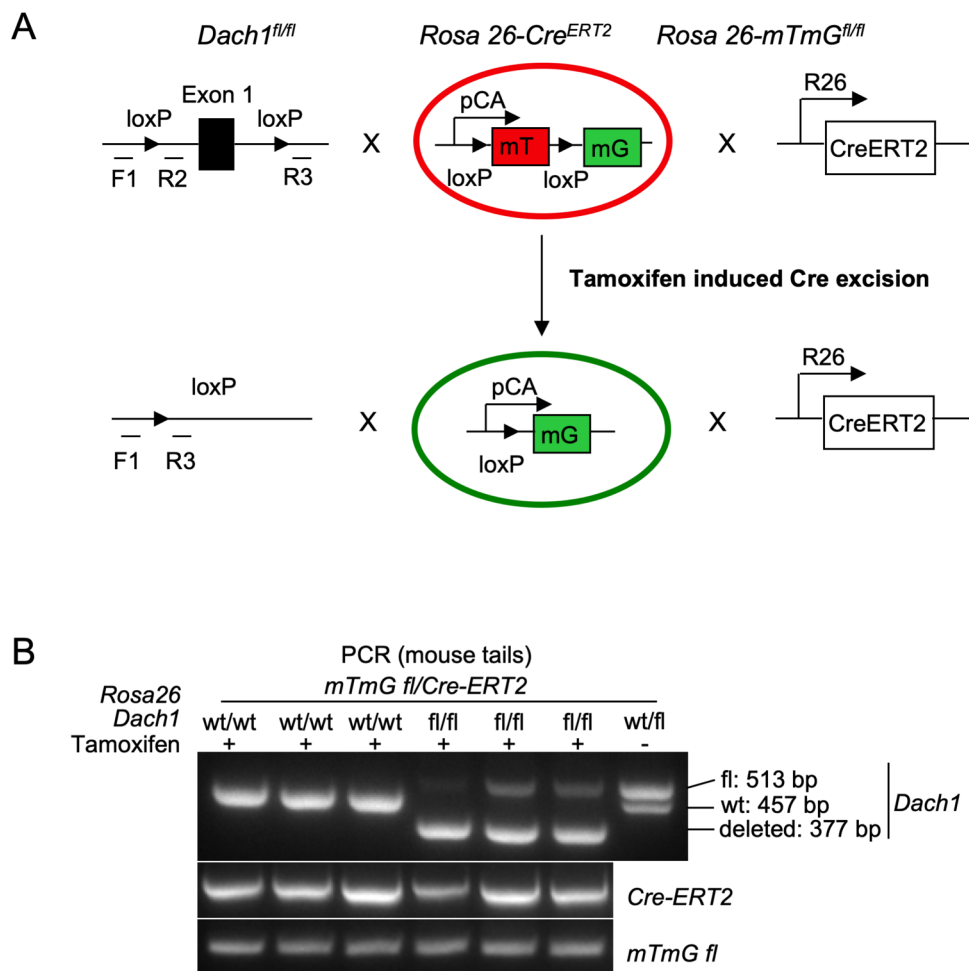 A
Dach1fl/fl
Rosa 26-CreERT2
Rosa 26-mTmGfl/fl
Exon 1
loxP
loxP
F1
R2
R3
X
pCA
mT
mG
loxP
loxP
X
R26
CreERT2
Tamoxifen induced Cre excision
loxP
F1
R3
X
pCA
mG
loxP
X
R26
CreERT2
B
PCR (mouse tails)
Rosa26 mTmG fl/Cre-ERT2
Dach1 wt/wt wt/wt wt/wt fl/fl fl/fl fl/fl wt/fl
Tamoxifen + + + + + + -
fl: 513 bp
wt: 457 bp
deleted: 377 bp
Dach1
Cre-ERT2
mTmG fl